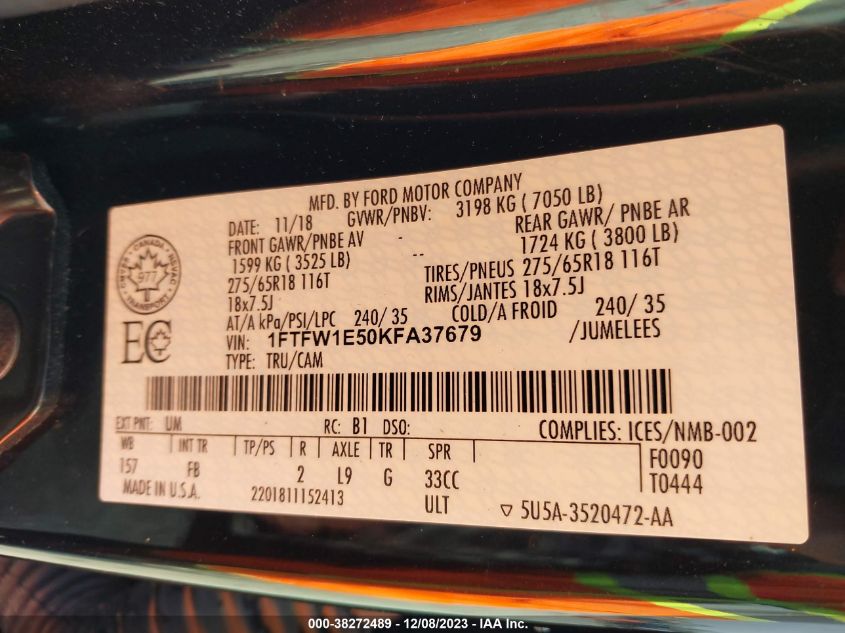 MFD. BY FORD MOTOR COMPANY
DATE: 11/18 GVWR/PNBV: 3198 KG ( 7050 LB)
FRONT GAWR/PNBE AV - REAR GAWR/ PNBE AR
1599 KG ( 3525 LB) -- 1724 KG ( 3800 LB)
275/65R18 116T TIRES/PNEUS 275/65R18 116T
18x7.5J RIMS/JANTES 18x7.5J
AT/A kPa/PSI/LPC 240/ 35 COLD/A FROID 240/ 35
VIN: 1FTFW1E50KFA37679 /JUMELEES
TYPE: TRU/CAM
CANADA
977
TRANSPORT
EC
EXT PNT: UM RC: B1 DSO: COMPLIES: ICES/NMB-002
WB INT TR TP/PS R AXLE TR SPR F0090
157 FB 2 L9 G 33CC T0444
MADE IN U.S.A. 2201811152413 ULT ▽ 5U5A-3520472-AA
000-38272489 - 12/08/2023 - IAA Inc.